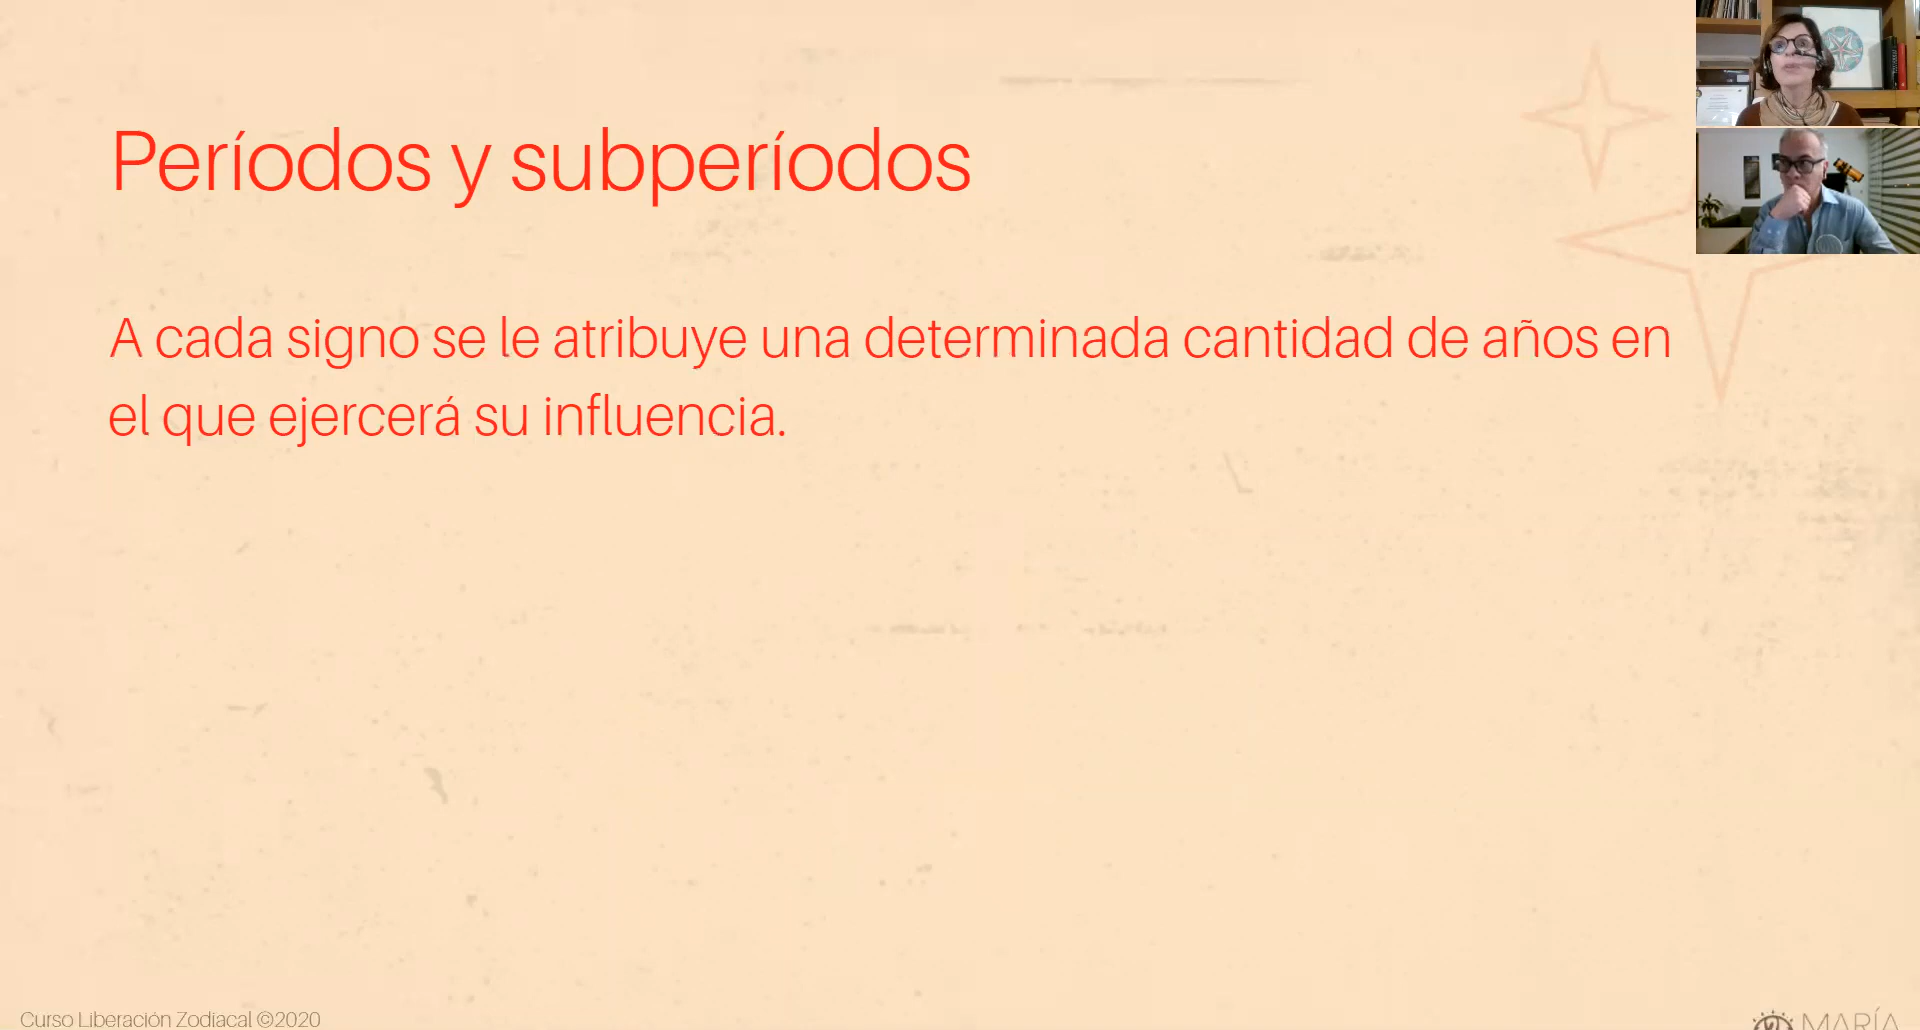 Períodos y subperíodos
A cada signo se le atribuye una determinada cantidad de años en
el que ejercerá su influencia.
Curso Liberación Zodiacal ©2020
MARÍA